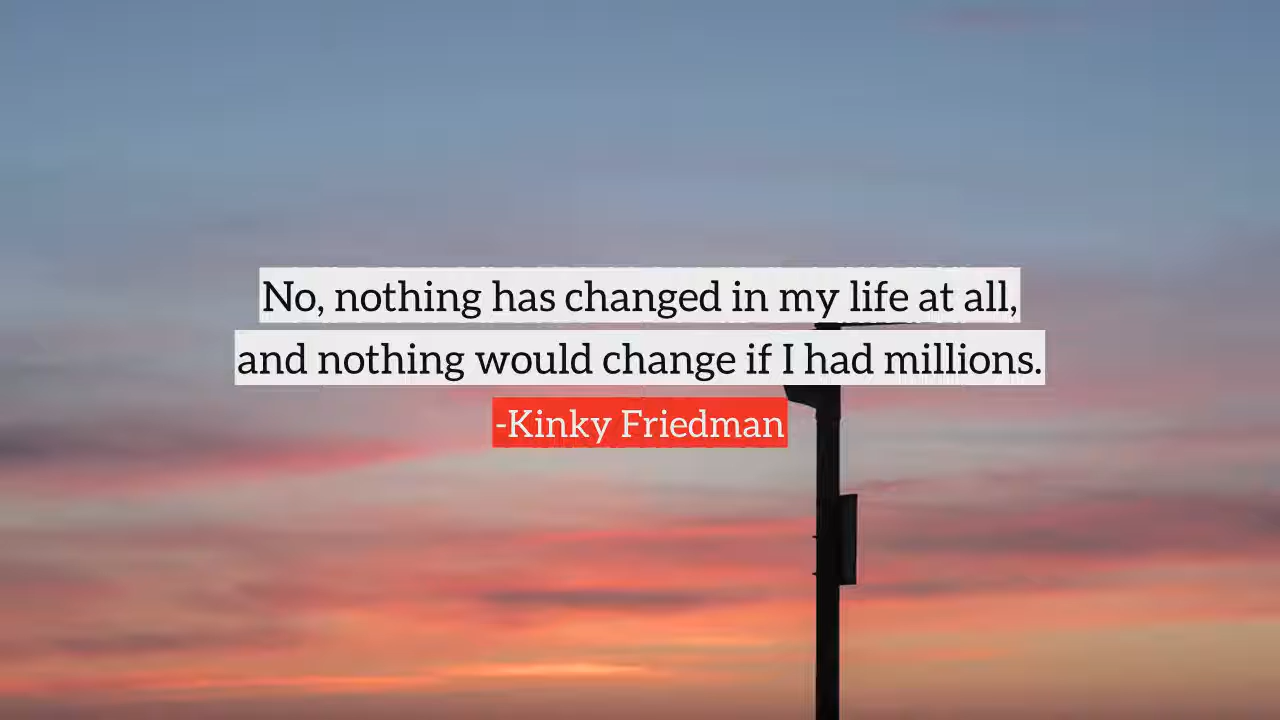 No, nothing has changed in my life at all,
and nothing would change if I had millions.
-Kinky Friedman